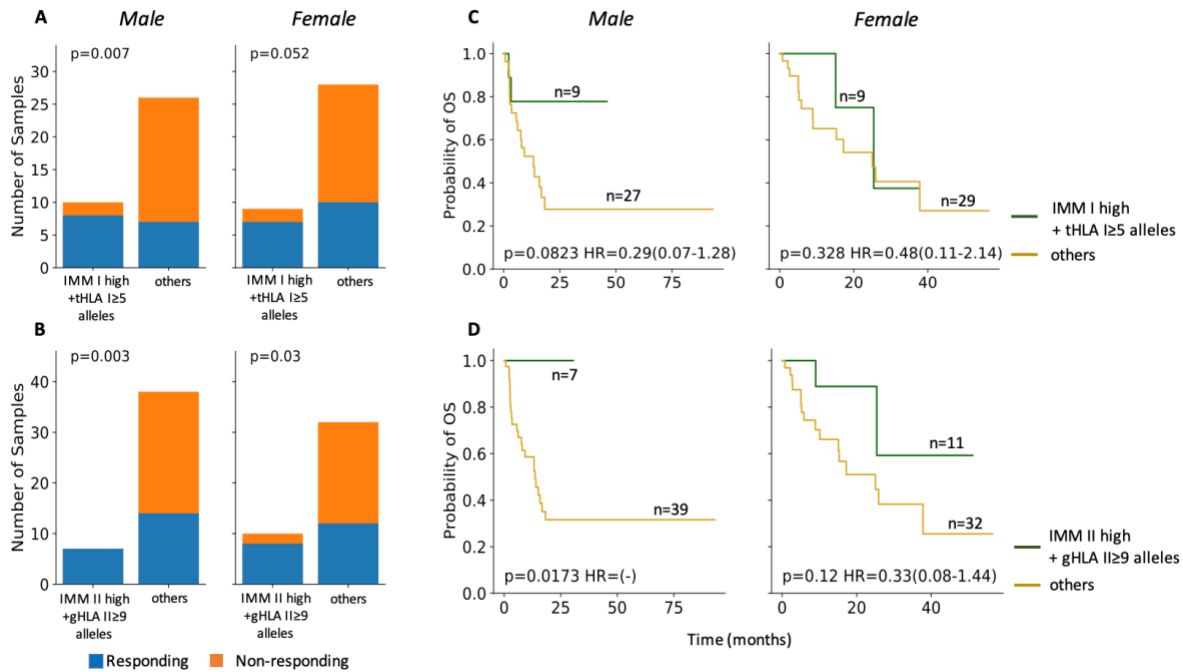 A
Male
Female
p=0.007
p=0.052
Number of Samples
30
25
20
15
10
5
0
IMM I high
+tHLA I≥5
alleles
others
IMM I high
+tHLA I≥5
alleles
others
B
p=0.003
p=0.03
Number of Samples
40
30
20
10
0
IMM II high
+gHLA II≥9
alleles
others
IMM II high
+gHLA II≥9
alleles
others
Responding
Non-responding
C
Male
Female
Probability of OS
1.0
0.8
0.6
0.4
0.2
0.0
n=9
n=27
p=0.0823 HR=0.29(0.07-1.28)
0 25 50 75
n=9
n=29
p=0.328 HR=0.48(0.11-2.14)
0 20 40
IMM I high
+ tHLA I≥5 alleles
others
D
Probability of OS
1.0
0.8
0.6
0.4
0.2
0.0
n=7
n=39
p=0.0173 HR=(-)
0 25 50 75
n=11
n=32
p=0.12 HR=0.33(0.08-1.44)
0 20 40
IMM II high
+ gHLA II≥9 alleles
others
Time (months)